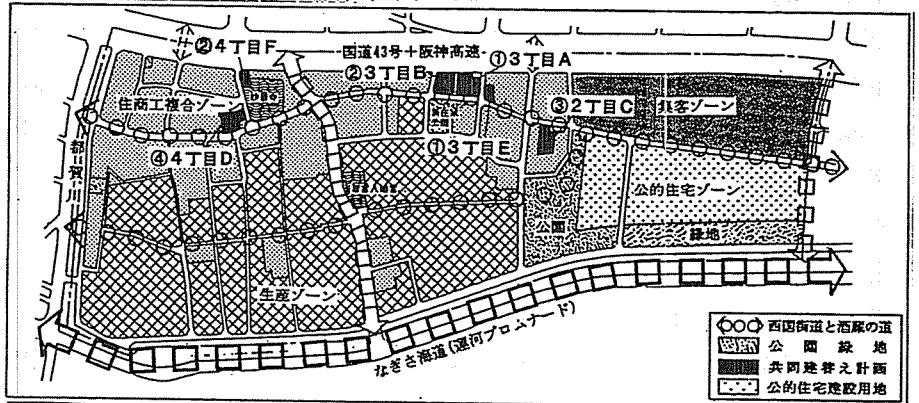 ②4丁目F
国道43号+阪神高速
①3丁目A
②3丁目B
住商工複合ゾーン
③2丁目C
集客ゾーン
④4丁目D
①3丁目E
都賀川
公的住宅ゾーン
公園
緑地
生産ゾーン
なぎさ海道(運河プロムナード)
西国街道と酒蔵の道
公園緑地
共同建替え計画
公的住宅建設用地